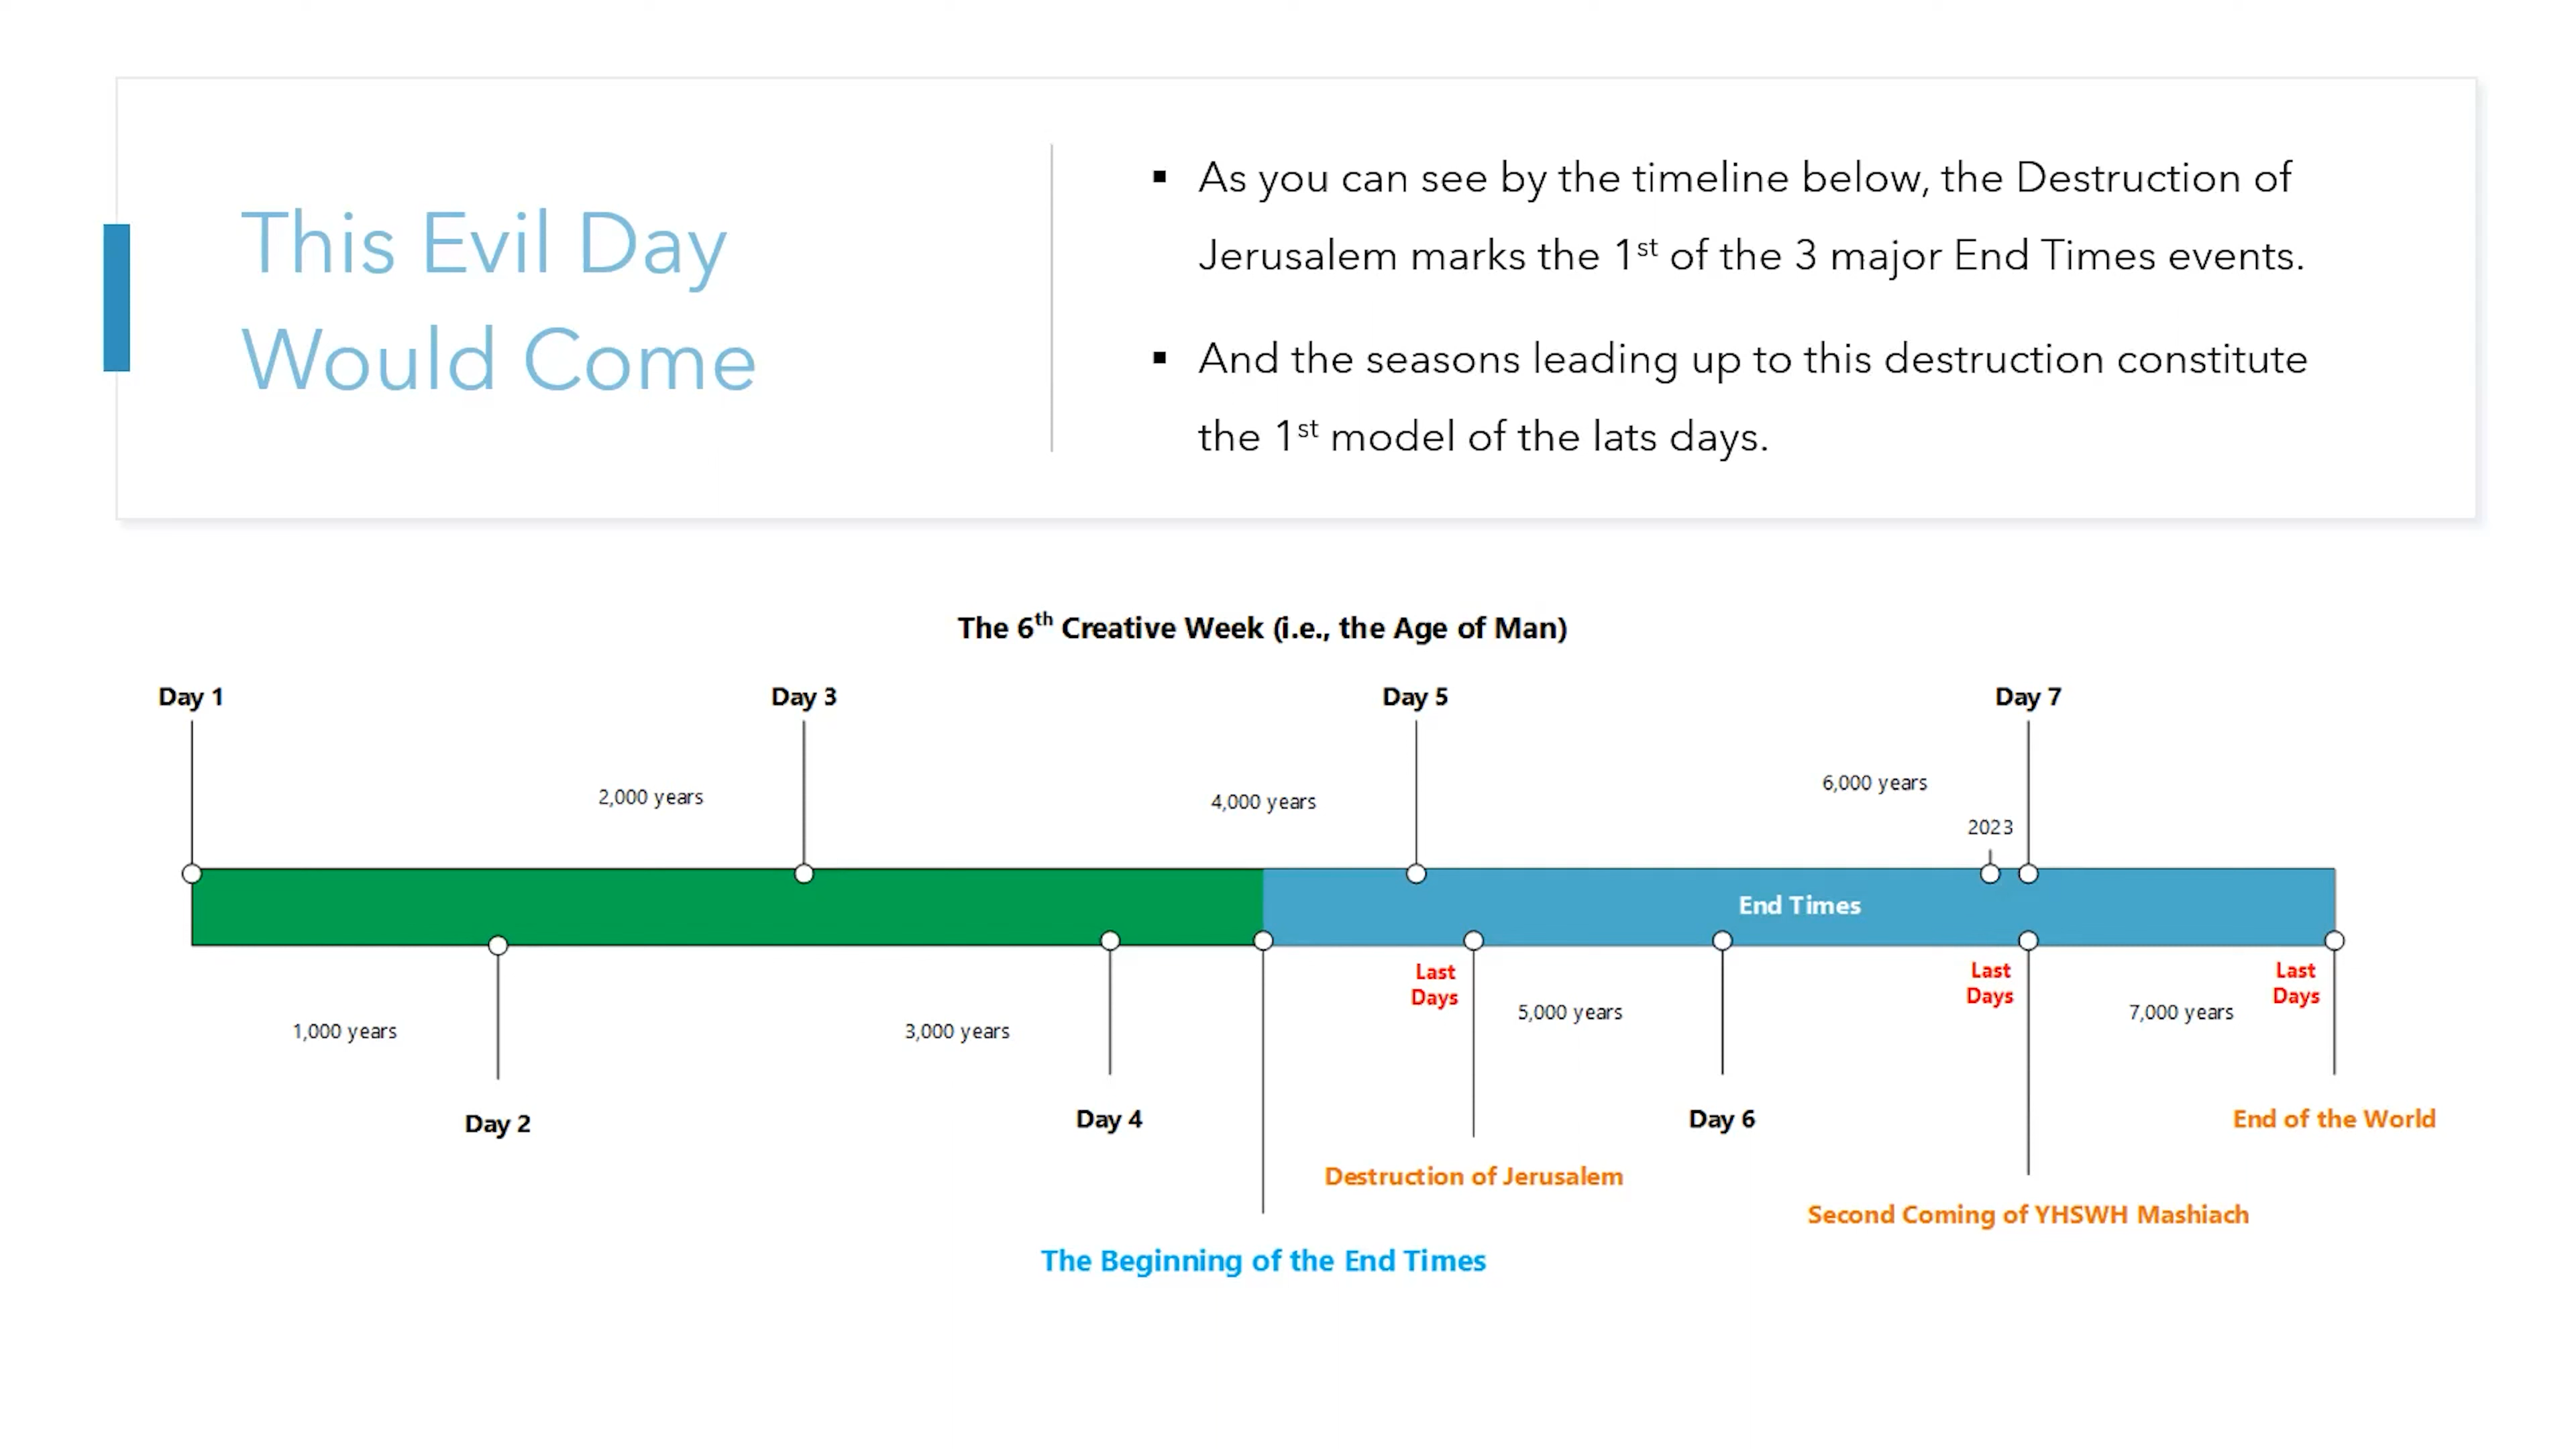 This Evil Day
Would Come
▪ As you can see by the timeline below, the Destruction of
Jerusalem marks the 1st of the 3 major End Times events.
▪ And the seasons leading up to this destruction constitute
the 1st model of the lats days.
The 6th Creative Week (i.e., the Age of Man)
Day 1
Day 3
Day 5
Day 7
2,000 years
4,000 years
6,000 years
2023
End Times
Last
Days
Last
Days
Last
Days
1,000 years
3,000 years
5,000 years
7,000 years
Day 2
Day 4
Day 6
End of the World
Destruction of Jerusalem
Second Coming of YHSWH Mashiach
The Beginning of the End Times